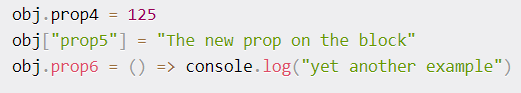 obj.prop4 = 125
obj["prop5"] = "The new prop on the block"
obj.prop6 = () => console.log("yet another example")